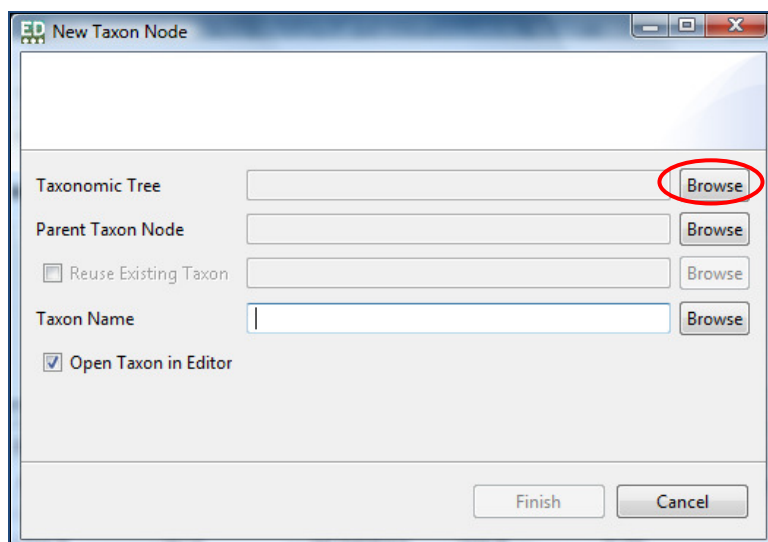 ED New Taxon Node
Taxonomic Tree Browse
Parent Taxon Node Browse
Reuse Existing Taxon Browse
Taxon Name Browse
Open Taxon in Editor
Finish Cancel